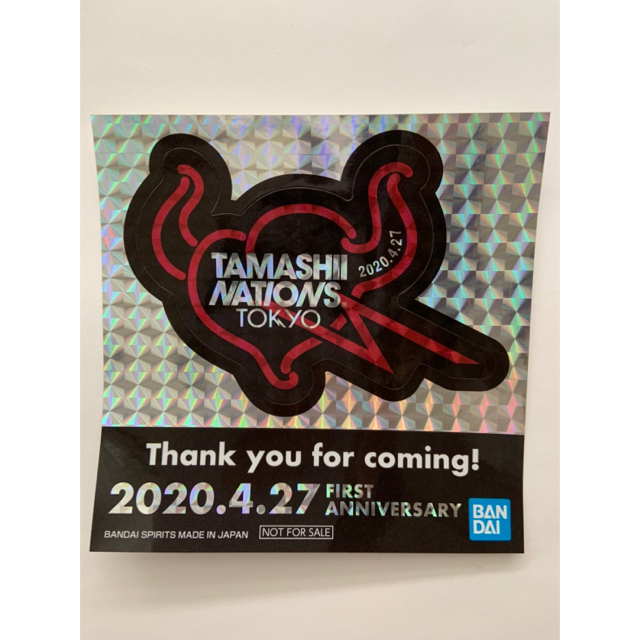 TAMASHII
NATIONS
TOKYO
2020.4.27
Thank you for coming!
2020.4.27 FIRST
ANNIVERSARY
BANDAI SPIRITS MADE IN JAPAN NOT FOR SALE
BAN
DAI